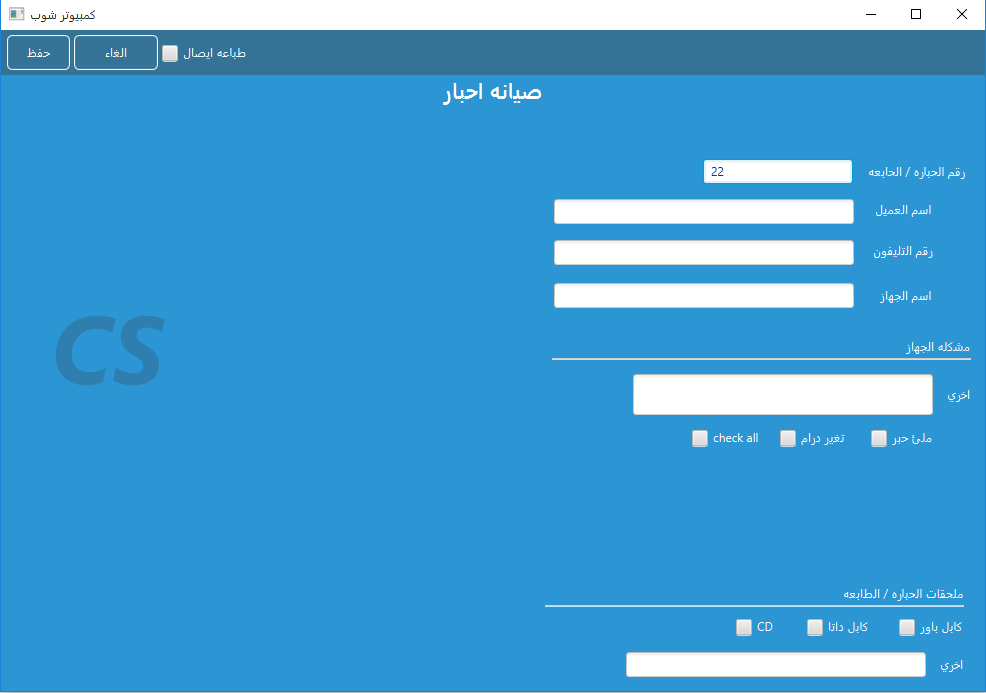 كمبيوتر شوب
حفظ
الغاء
طباعه ايصال
صيانه احبار
رقم الحباره / الحابعه
22
اسم العميل
رقم التليفون
اسم الجهاز
CS
مشكله الجهاز
اخري
ملئ حبر
تغير درام
check all
ملحقات الحباره / الطابعه
كابل باور
كابل داتا
CD
اخري